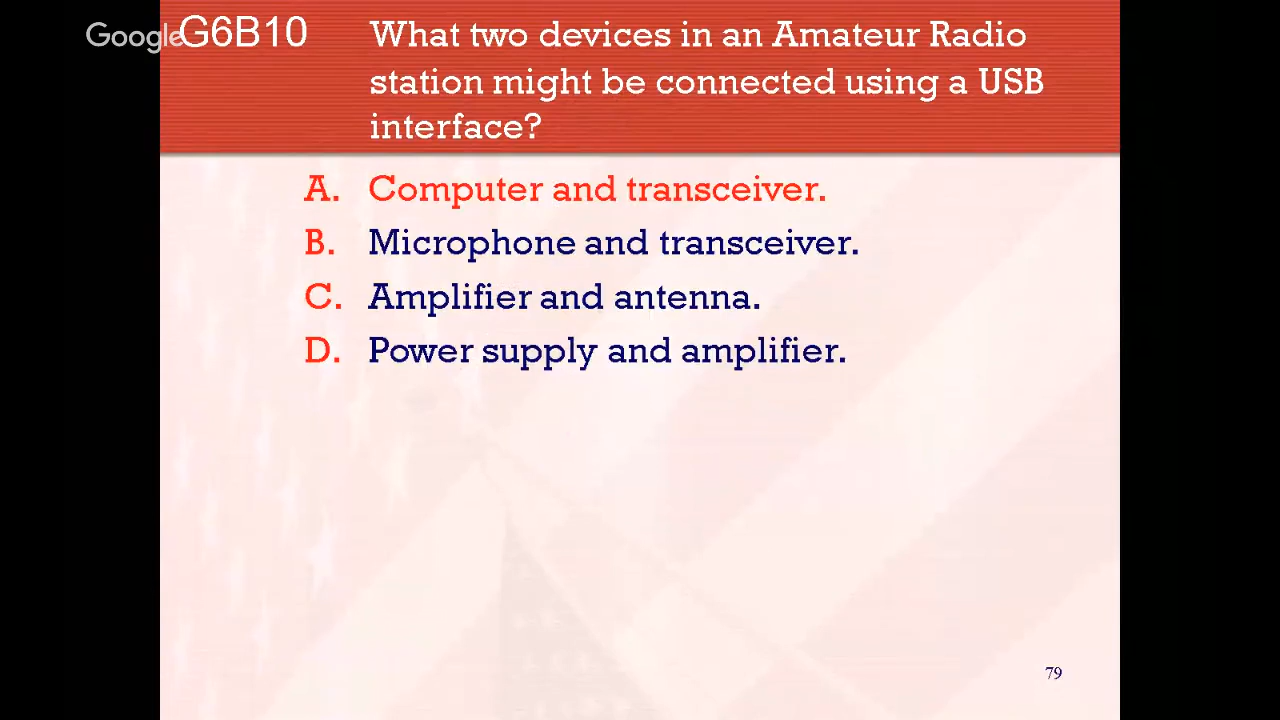 Google
G6B10 What two devices in an Amateur Radio
station might be connected using a USB
interface?
A. Computer and transceiver.
B. Microphone and transceiver.
C. Amplifier and antenna.
D. Power supply and amplifier.
79